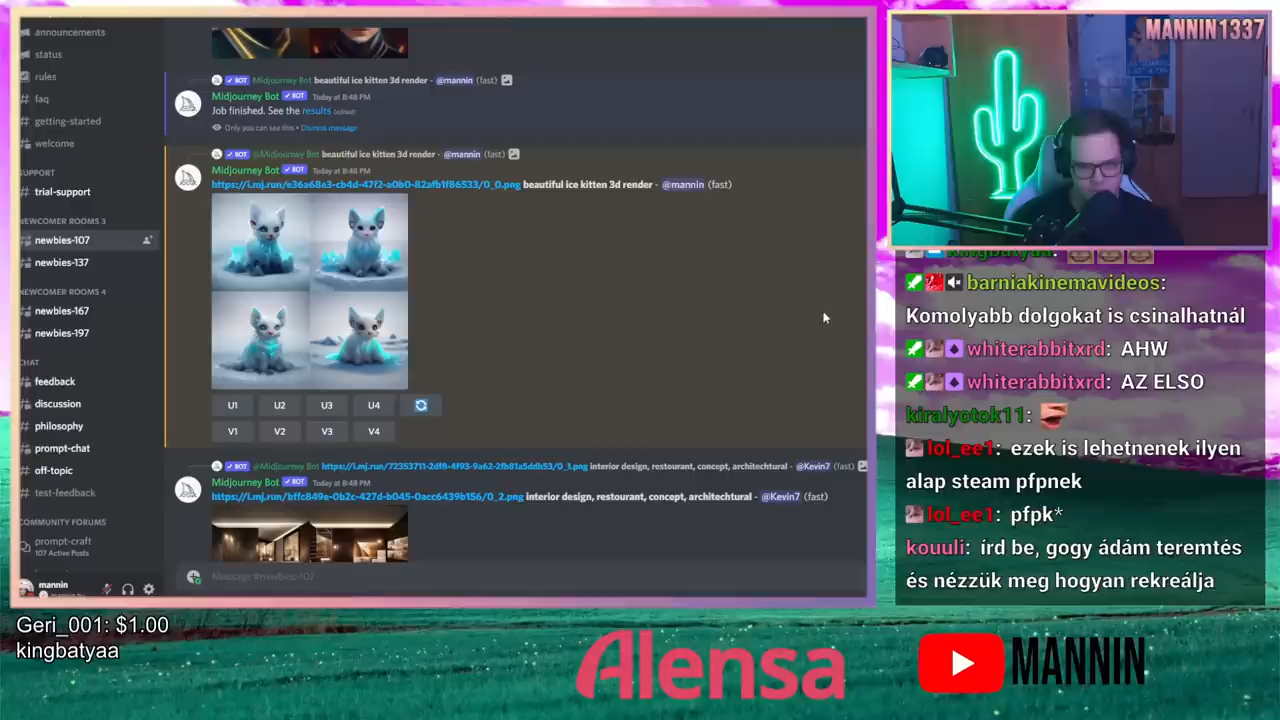 announcements
status
rules
faq
getting-started
welcome
SUPPORT
trial-support
NEWCOMER ROOMS 3
newbies-107
newbies-137
NEWCOMER ROOMS 4
newbies-167
newbies-197
CHAT
feedback
discussion
philosophy
prompt-chat
off-topic
test-feedback
COMMUNITY FORUMS
prompt-craft
107 Active Posts
mannin
BOT Midjourney Bot beautiful ice kitten 3d render - @mannin (fast)
Midjourney Bot BOT Today at 8:48 PM
Job finished. See the results (edited)
Only you can see this • Dismiss message
BOT @Midjourney Bot beautiful ice kitten 3d render - @mannin (fast)
Midjourney Bot BOT Today at 8:48 PM
https://i.mj.run/e36a68e3-cb4d-47f2-a0b0-82afb1f86533/0_0.png beautiful ice kitten 3d render - @mannin (fast)
U1 U2 U3 U4
V1 V2 V3 V4
BOT @Midjourney Bot https://i.mj.run/72353711-2df8-4f93-9a62-2fb81a5ddb53/0_1.png interior design, restourant, concept, architechtural - @Kevin7 (fast)
Midjourney Bot BOT Today at 8:48 PM
https://i.mj.run/bffc849e-0b2c-427d-b045-0acc6439b156/0_2.png interior design, restourant, concept, architechtural - @Kevin7 (fast)
Message #newbies-107
MANNIN1337
kingbatyaa:
barniakinemavideos:
Komolyabb dolgokat is csinalhatnál
whiterabbitxrd: AHW
whiterabbitxrd: AZ ELSO
kiralyotok11:
lol_ee1: ezek is lehetnenek ilyen
alap steam pfpnek
lol_ee1: pfpk*
kouuli: írd be, gogy ádám teremtés
és nézzük meg hogyan rekreálja
Geri_001: $1.00
kingbatyaa
Alensa
MANNIN